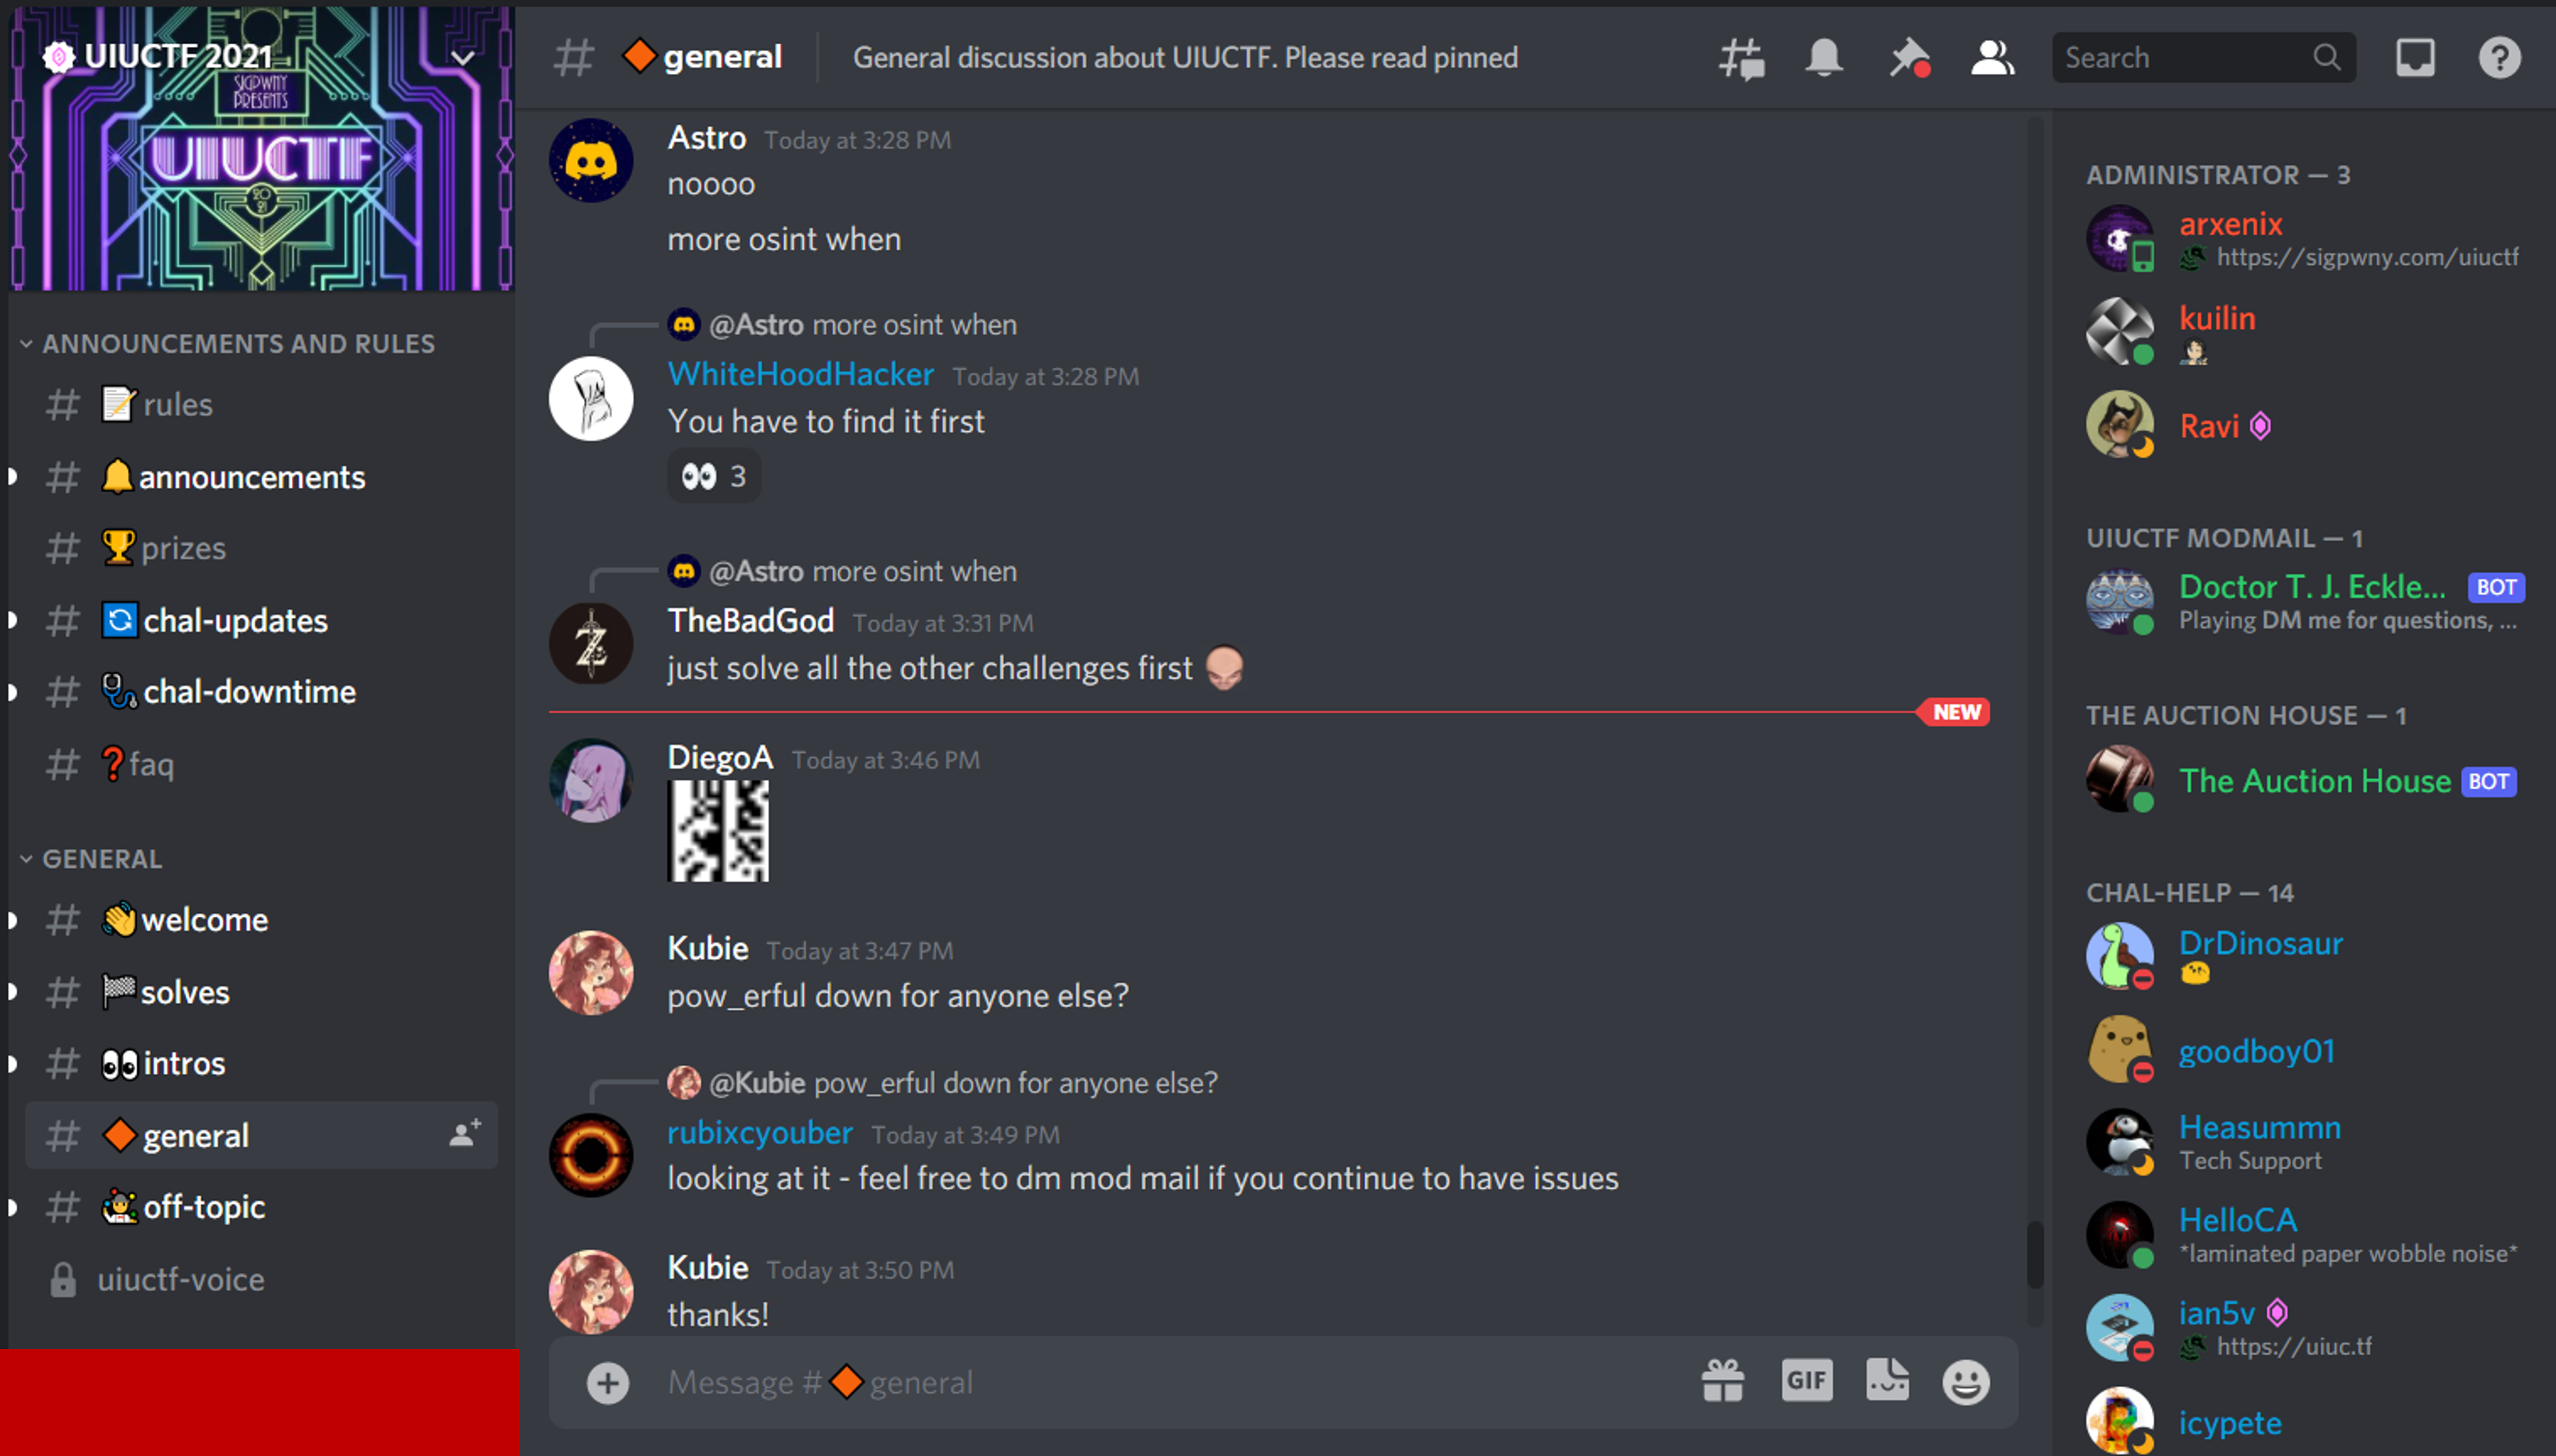 UIUCTF 2021
SIGPWNY
PRESENTS
UIUCTF
2021
ANNOUNCEMENTS AND RULES
# 📝rules
# 🔔announcements
# 🏆prizes
# 🔄chal-updates
# 🩺chal-downtime
# ❓faq
GENERAL
# 👋welcome
# 🏁solves
# 👀intros
# 🔶general
# 🤹off-topic
uiuctf-voice
# 🔶general General discussion about UIUCTF. Please read pinned
Search
Astro Today at 3:28 PM
noooo
more osint when
@Astro more osint when
WhiteHoodHacker Today at 3:28 PM
You have to find it first
👀 3
@Astro more osint when
TheBadGod Today at 3:31 PM
just solve all the other challenges first
NEW
DiegoA Today at 3:46 PM
Kubie Today at 3:47 PM
pow_erful down for anyone else?
@Kubie pow_erful down for anyone else?
rubixcyouber Today at 3:49 PM
looking at it - feel free to dm mod mail if you continue to have issues
Kubie Today at 3:50 PM
thanks!
Message #🔶general
GIF
ADMINISTRATOR — 3
arxenix
https://sigpwny.com/uiuctf
kuilin
Ravi
UIUCTF MODMAIL — 1
Doctor T. J. Eckle... BOT
Playing DM me for questions, ...
THE AUCTION HOUSE — 1
The Auction House BOT
CHAL-HELP — 14
DrDinosaur
goodboy01
Heasummn
Tech Support
HelloCA
*laminated paper wobble noise*
ian5v
https://uiuc.tf
icypete